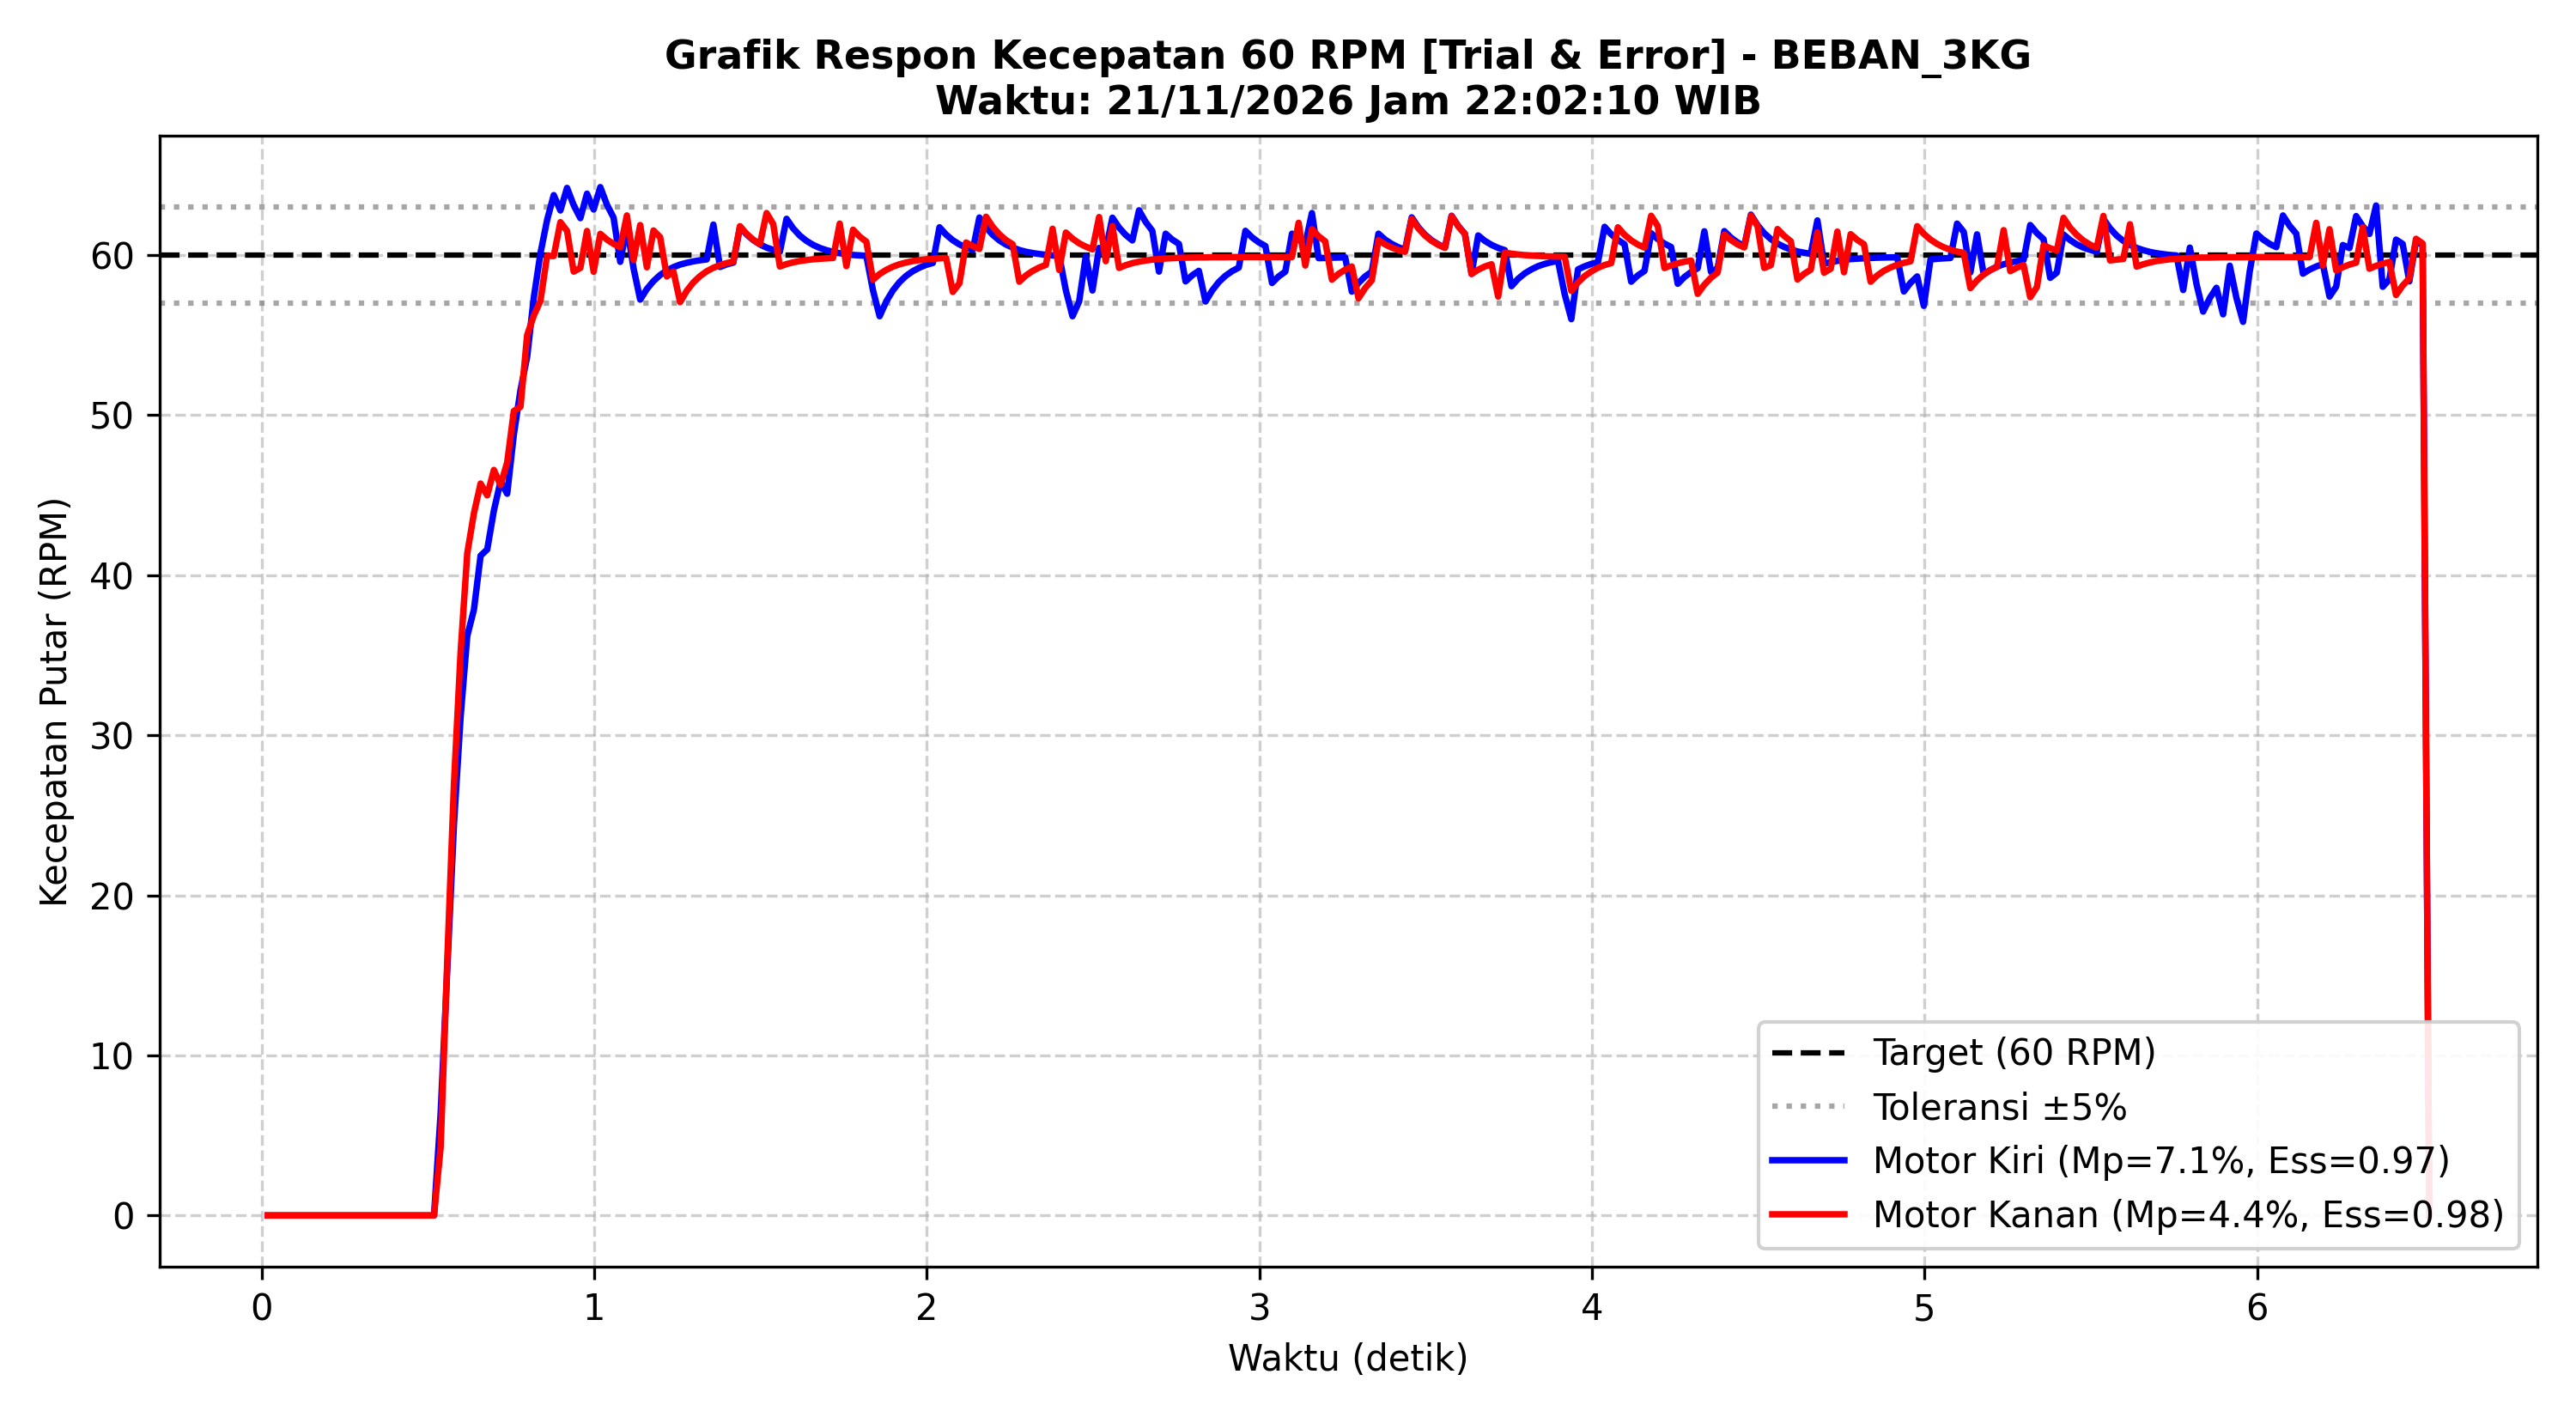 Grafik Respon Kecepatan 60 RPM [Trial & Error] - BEBAN_3KG
Waktu: 21/11/2026 Jam 22:02:10 WIB
Kecepatan Putar (RPM)
60
50
40
30
20
10
0
0 1 2 3 4 5 6
Waktu (detik)
Target (60 RPM)
Toleransi ±5%
Motor Kiri (Mp=7.1%, Ess=0.97)
Motor Kanan (Mp=4.4%, Ess=0.98)